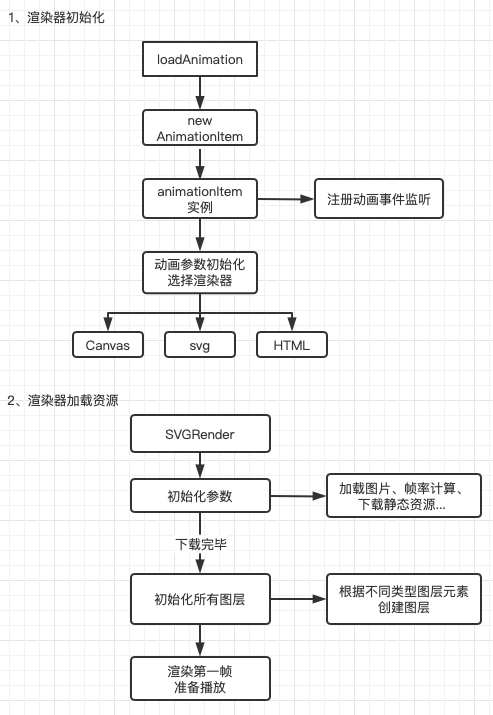 1、渲染器初始化
loadAnimation
new
AnimationItem
animationItem
实例
注册动画事件监听
动画参数初始化
选择渲染器
Canvas
svg
HTML
2、渲染器加载资源
SVGRender
初始化参数
加载图片、帧率计算、
下载静态资源...
下载完毕
初始化所有图层
根据不同类型图层元素
创建图层
渲染第一帧
准备播放